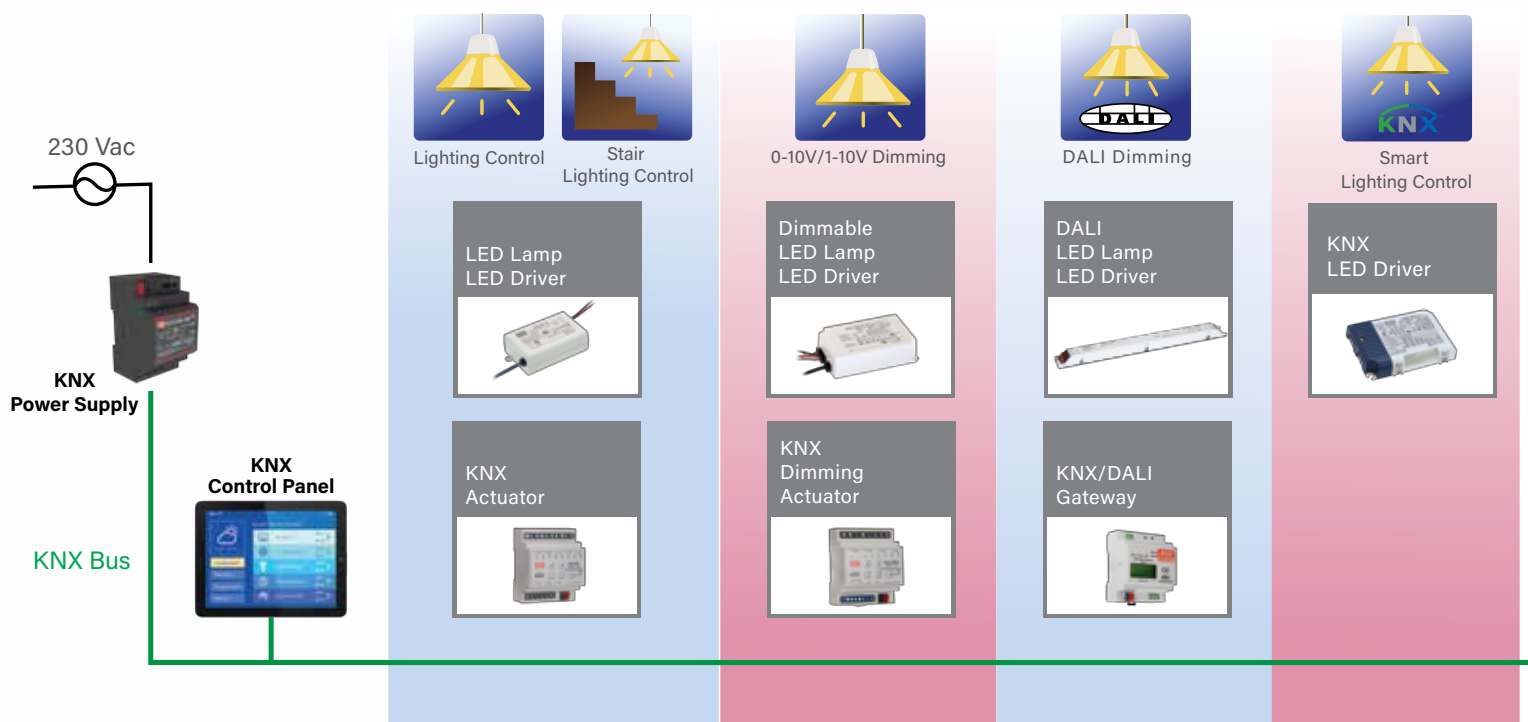 230 Vac
KNX
Power Supply
KNX
Control Panel
KNX Bus
Lighting Control
Stair
Lighting Control
LED Lamp
LED Driver
KNX
Actuator
0-10V/1-10V Dimming
Dimmable
LED Lamp
LED Driver
KNX
Dimming
Actuator
DALI
DALI Dimming
DALI
LED Lamp
LED Driver
KNX/DALI
Gateway
KNX
Smart
Lighting Control
KNX
LED Driver